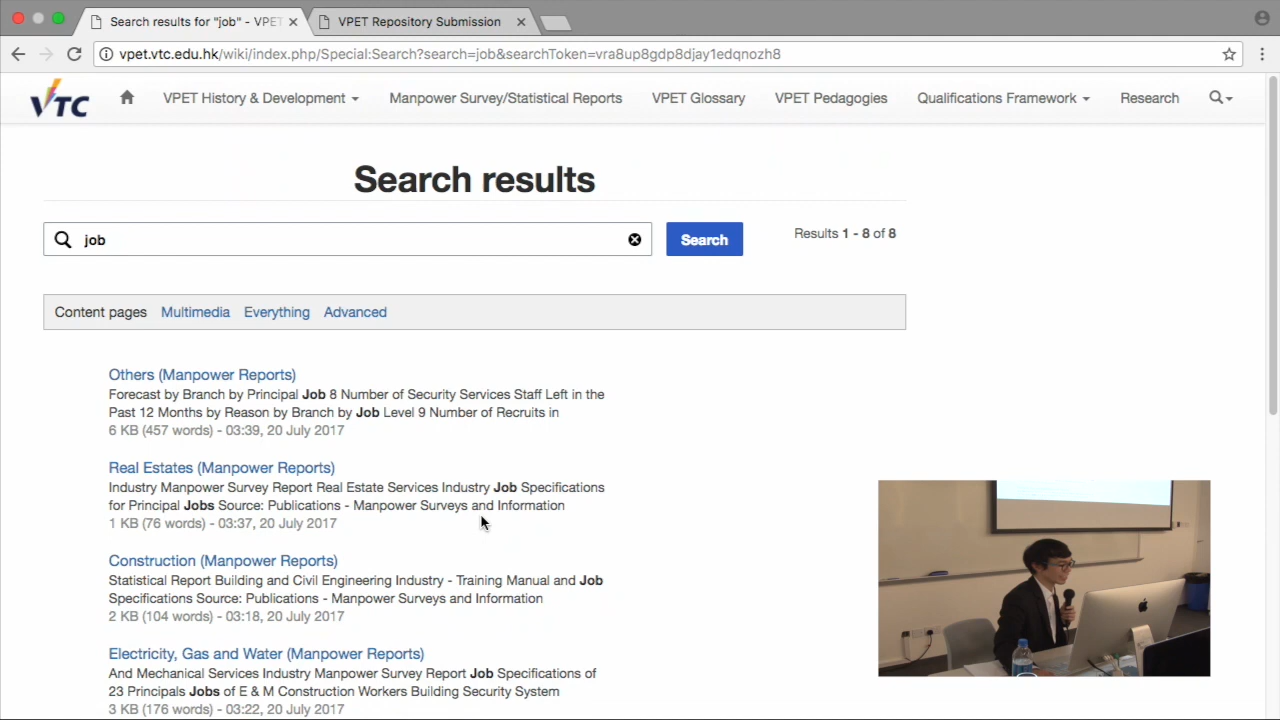 Search results for "job" - VPET
VPET Repository Submission
vpet.vtc.edu.hk/wiki/index.php/Special:Search?search=job&searchToken=vra8up8gdp8djay1edqnozh8
VTC
VPET History & Development
Manpower Survey/Statistical Reports
VPET Glossary
VPET Pedagogies
Qualifications Framework
Research
Search results
job
Search
Results 1 - 8 of 8
Content pages Multimedia Everything Advanced
Others (Manpower Reports)
Forecast by Branch by Principal Job 8 Number of Security Services Staff Left in the
Past 12 Months by Reason by Branch by Job Level 9 Number of Recruits in
6 KB (457 words) - 03:39, 20 July 2017
Real Estates (Manpower Reports)
Industry Manpower Survey Report Real Estate Services Industry Job Specifications
for Principal Jobs Source: Publications - Manpower Surveys and Information
1 KB (76 words) - 03:37, 20 July 2017
Construction (Manpower Reports)
Statistical Report Building and Civil Engineering Industry - Training Manual and Job
Specifications Source: Publications - Manpower Surveys and Information
2 KB (104 words) - 03:18, 20 July 2017
Electricity, Gas and Water (Manpower Reports)
And Mechanical Services Industry Manpower Survey Report Job Specifications of
23 Principals Jobs of E & M Construction Workers Building Security System
3 KB (176 words) - 03:22, 20 July 2017